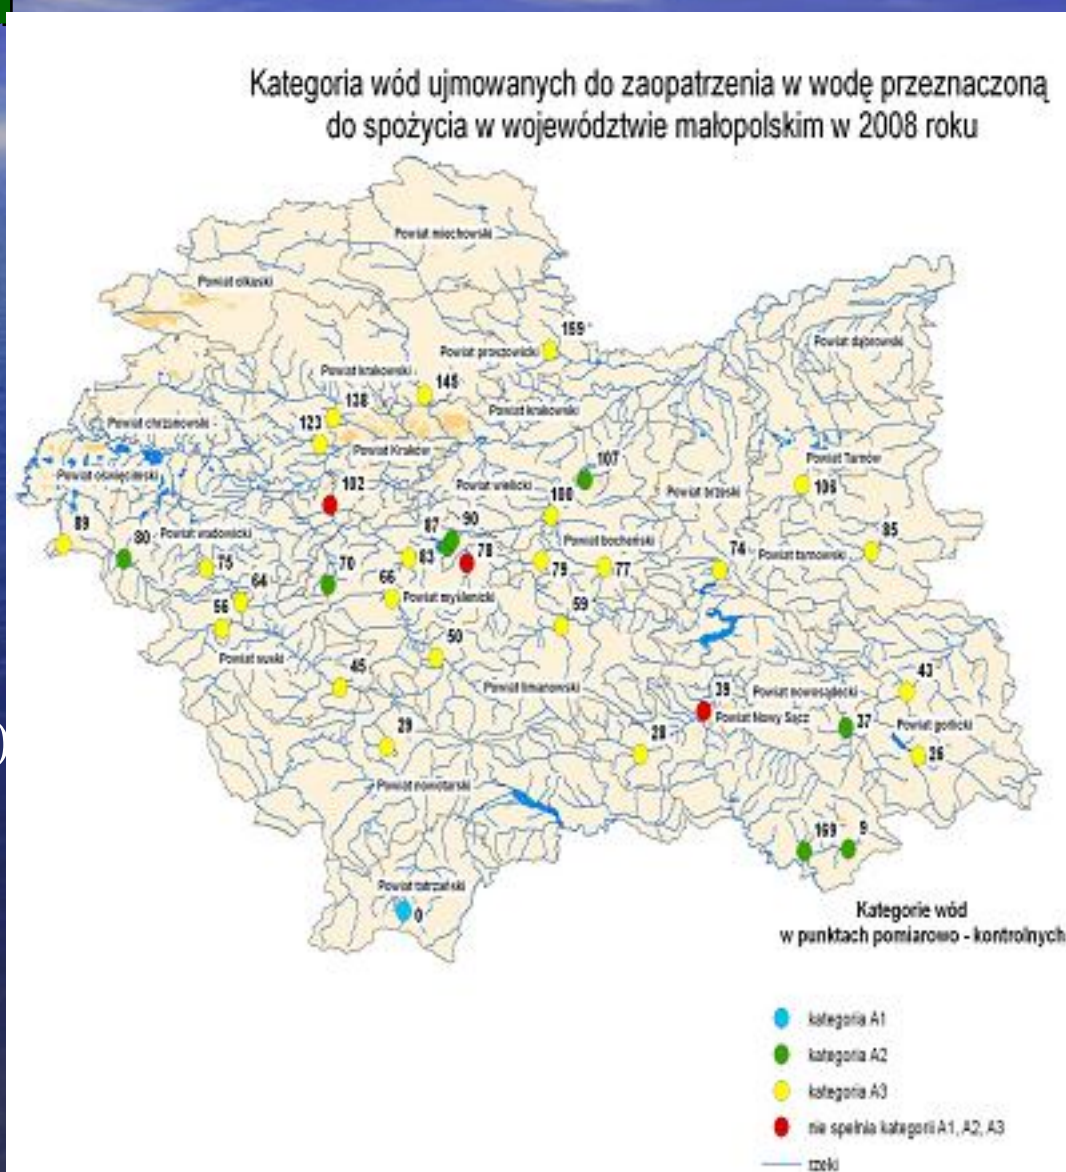 Kategoria wód ujmowanych do zaopatrzenia w wodę przeznaczoną
do spożycia w województwie małopolskim w 2008 roku
Powiat miechowski
Powiat olkuski
159
Powiat dąbrowski
Powiat proszowicki
Powiat krakowski
145
138
Powiat krakowski
Powiat chrzanowski
123
Powiat Kraków
Powiat Tarnów
107
Powiat oświęcimski
102
Powiat wielicki
100
Powiat brzeski
106
89
80
Powiat wadowicki
87
90
Powiat bocheński
85
75
70
83
78
79
77
74
Powiat tarnowski
64
66
Powiat myślenicki
56
59
50
Powiat suski
45
Powiat limanowski
39
Powiat nowosądecki
43
Powiat Nowy Sącz
37
Powiat gorlicki
29
28
26
Powiat nowotarski
169
9
Powiat tatrzański
0
Kategorie wód
w punktach pomiarowo - kontrolnych
kategoria A1
kategoria A2
kategoria A3
nie spełnia kategorii A1, A2, A3
rzeki
)